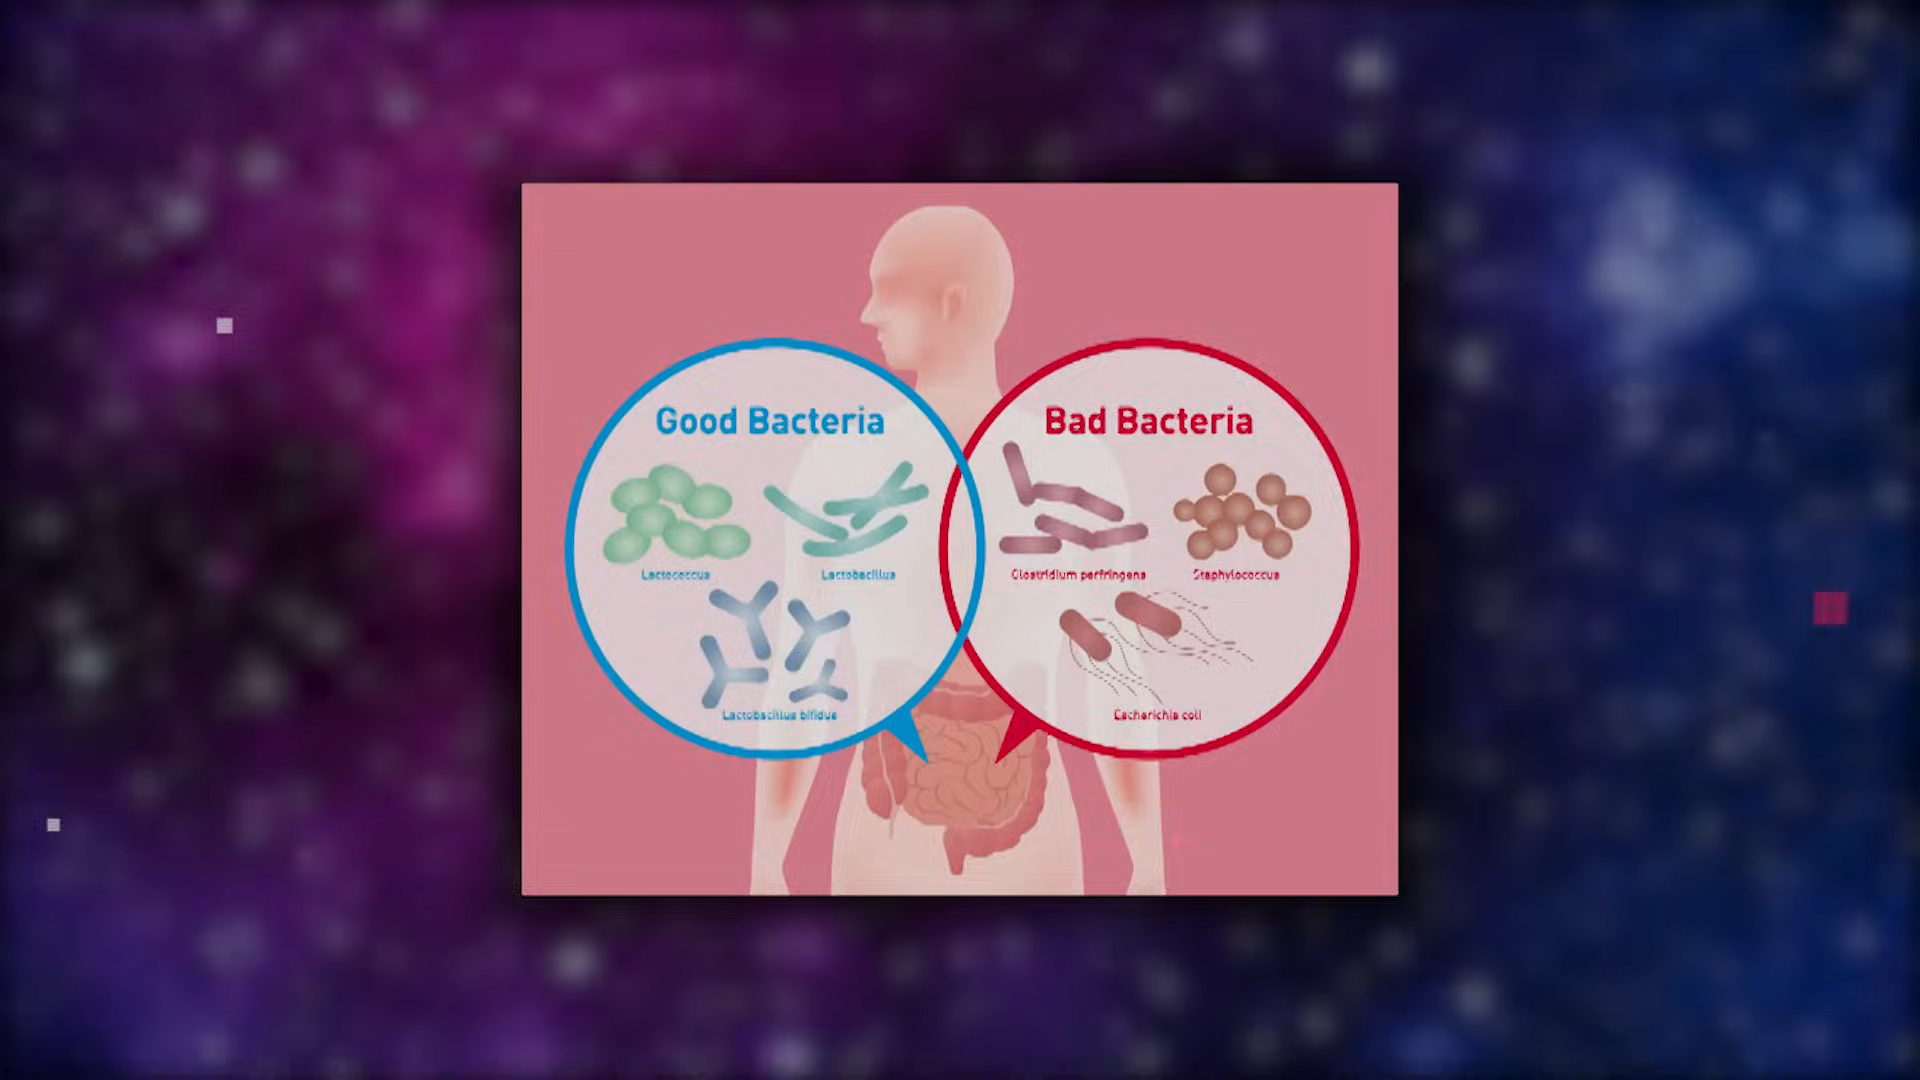 Good Bacteria
Bad Bacteria
Lactococcus
Lactobacillus
Clostridium perfringens
Staphylococcus
Lactobacillus bifidus
Escherichia coli